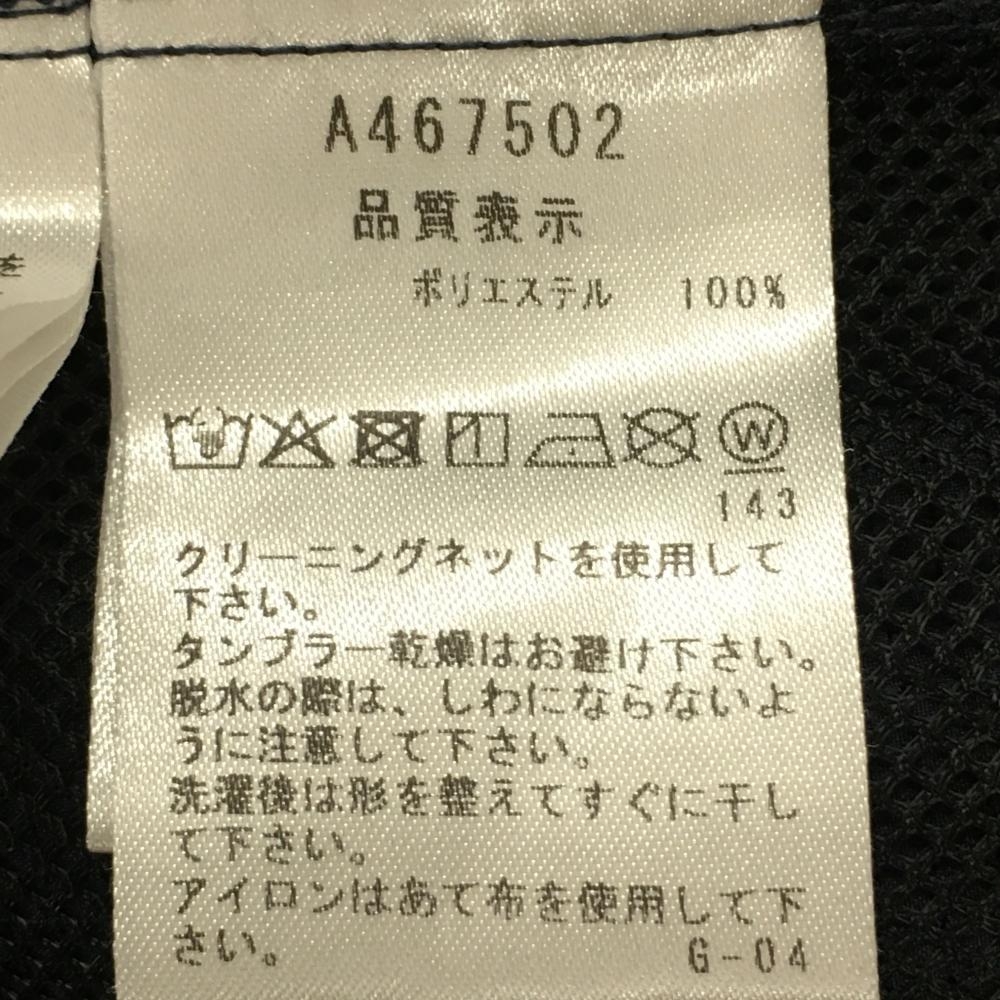 A467502
品質表示
ポリエステル 100%
W
143
クリーニングネットを使用して
下さい。
タンブラー乾燥はお避け下さい。
脱水の際は、しわにならないよ
うに注意して下さい。
洗濯後は形を整えてすぐに干し
て下さい。
アイロンはあて布を使用して下
さい。
G-04
を